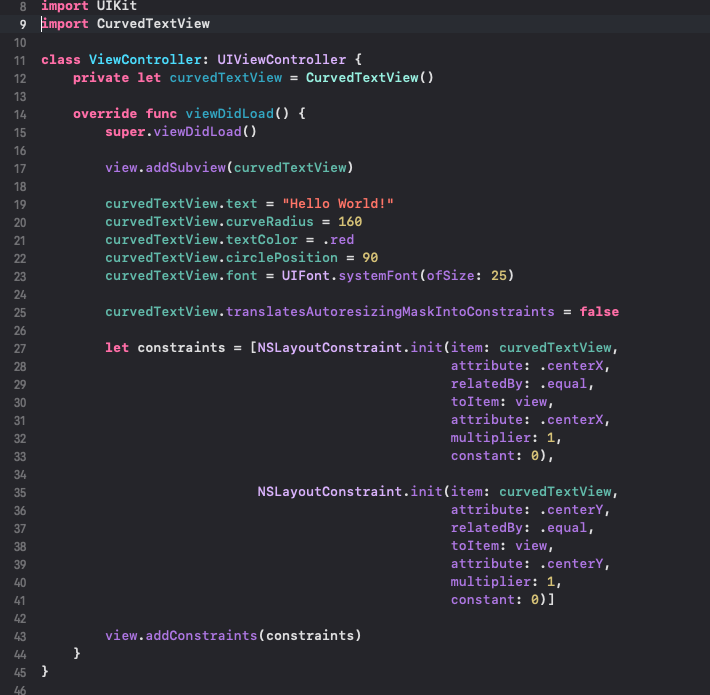 8 import UIKit
9 import CurvedTextView
10
11 class ViewController: UIViewController {
12     private let curvedTextView = CurvedTextView()
13
14     override func viewDidLoad() {
15         super.viewDidLoad()
16
17         view.addSubview(curvedTextView)
18
19         curvedTextView.text = "Hello World!"
20         curvedTextView.curveRadius = 160
21         curvedTextView.textColor = .red
22         curvedTextView.circlePosition = 90
23         curvedTextView.font = UIFont.systemFont(ofSize: 25)
24
25         curvedTextView.translatesAutoresizingMaskIntoConstraints = false
26
27         let constraints = [NSLayoutConstraint.init(item: curvedTextView,
28                                                    attribute: .centerX,
29                                                    relatedBy: .equal,
30                                                    toItem: view,
31                                                    attribute: .centerX,
32                                                    multiplier: 1,
33                                                    constant: 0),
34
35                            NSLayoutConstraint.init(item: curvedTextView,
36                                                    attribute: .centerY,
37                                                    relatedBy: .equal,
38                                                    toItem: view,
39                                                    attribute: .centerY,
40                                                    multiplier: 1,
41                                                    constant: 0)]
42
43         view.addConstraints(constraints)
44     }
45 }
46